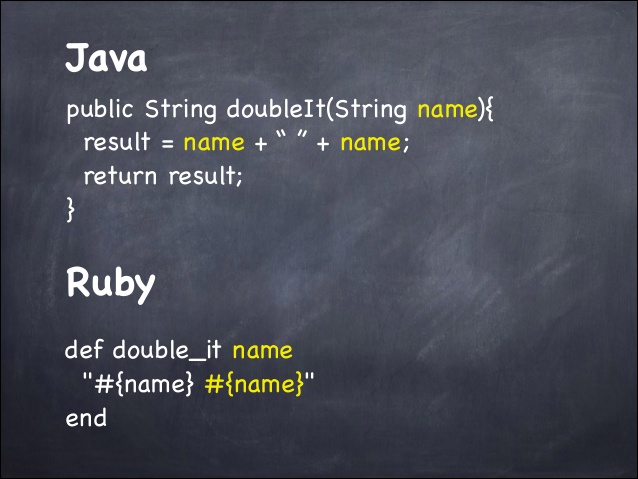 Java
public String doubleIt(String name){
result = name + “ ” + name;
return result;
}
Ruby
def double_it name
"#{name} #{name}"
end